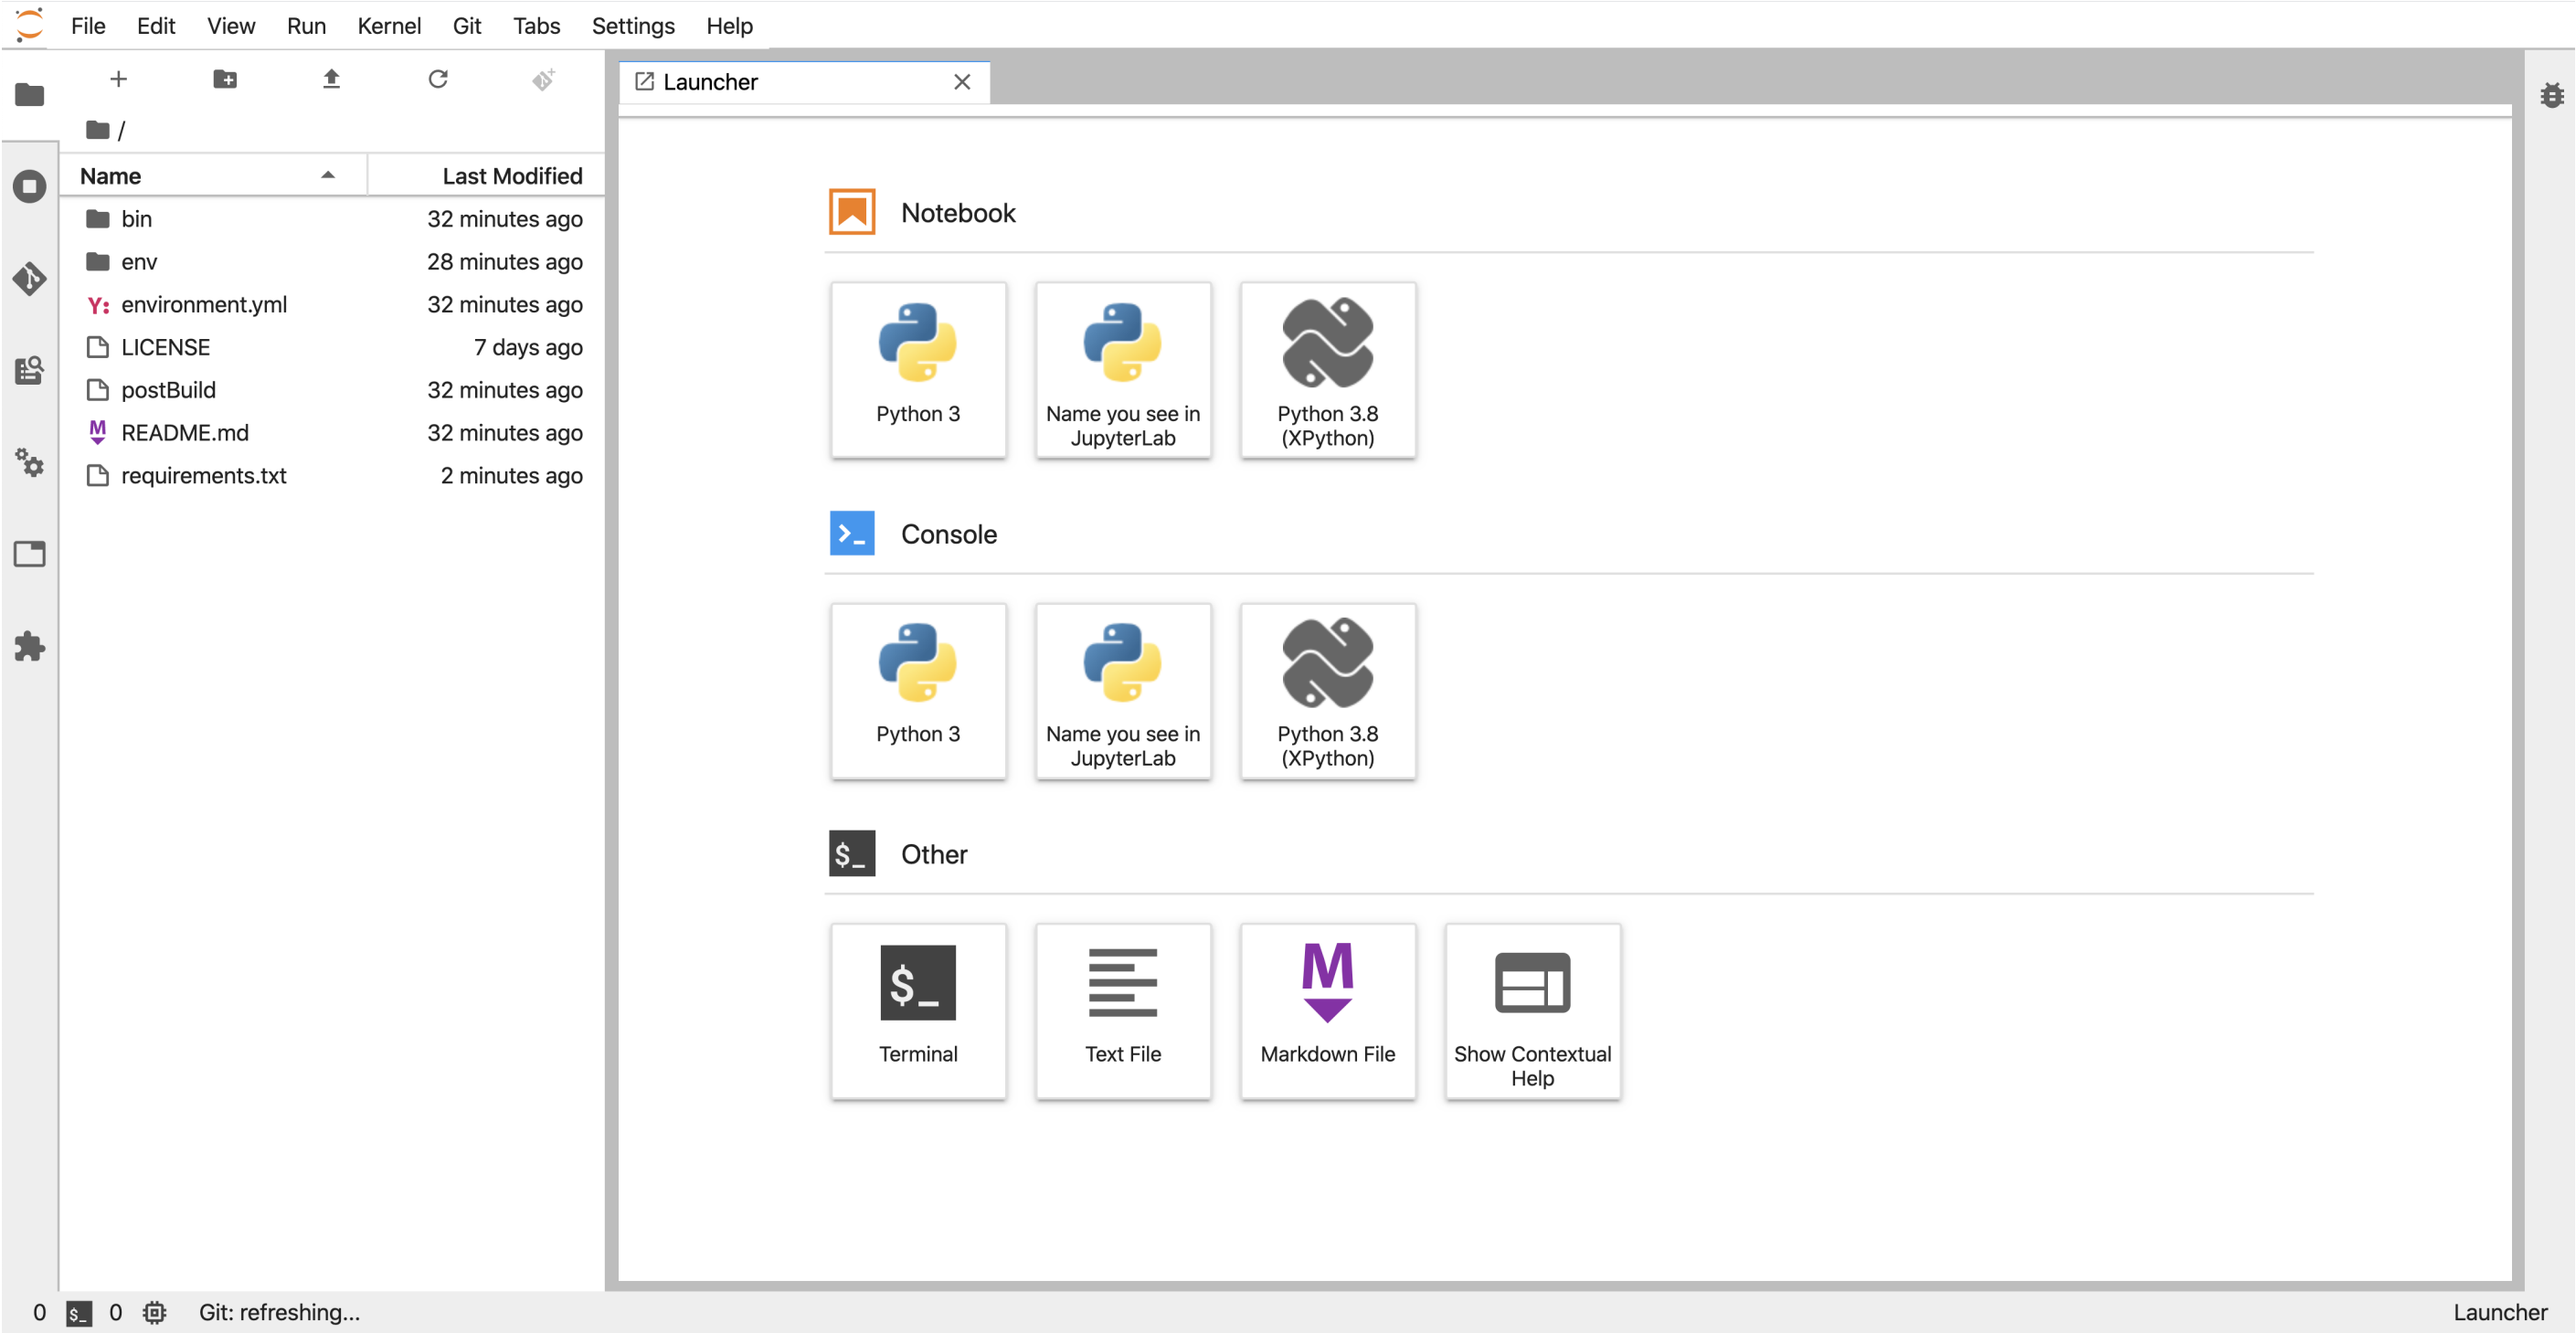 File Edit View Run Kernel Git Tabs Settings Help
/
Name Last Modified
bin 32 minutes ago
env 28 minutes ago
Y: environment.yml 32 minutes ago
LICENSE 7 days ago
postBuild 32 minutes ago
M README.md 32 minutes ago
requirements.txt 2 minutes ago
Launcher
Notebook
Python 3
Name you see in
JupyterLab
Python 3.8
(XPython)
>_ Console
Python 3
Name you see in
JupyterLab
Python 3.8
(XPython)
$_ Other
$_
Terminal
Text File
M
Markdown File
Show Contextual
Help
0 $_ 0 Git: refreshing... Launcher